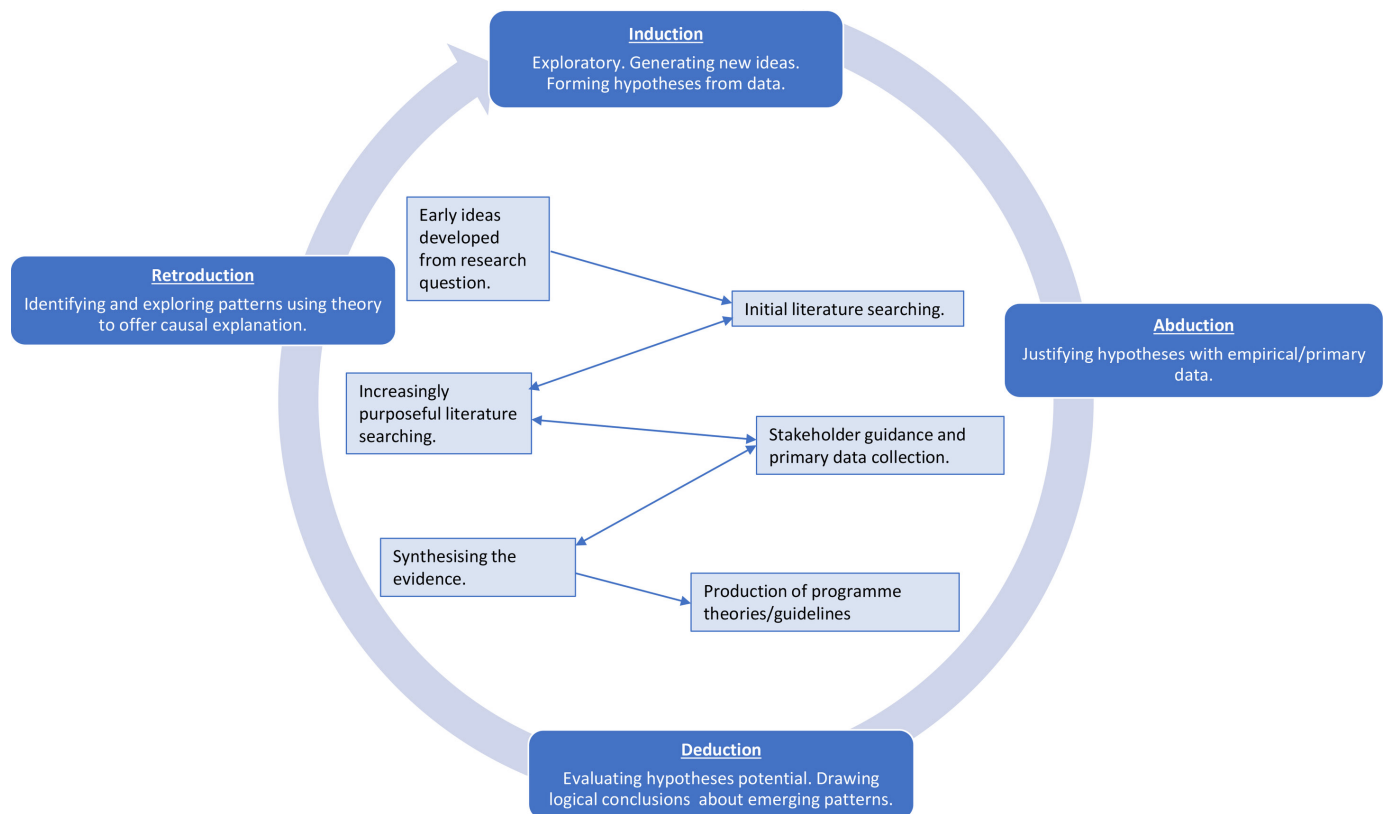 Induction
Exploratory. Generating new ideas.
Forming hypotheses from data.
Early ideas
developed
from research
question.
Retroduction
Identifying and exploring patterns using theory
to offer causal explanation.
Initial literature searching.
Abduction
Justifying hypotheses with empirical/primary
data.
Increasingly
purposeful literature
searching.
Stakeholder guidance and
primary data collection.
Synthesising the
evidence.
Production of programme
theories/guidelines
Deduction
Evaluating hypotheses potential. Drawing
logical conclusions  about emerging patterns.